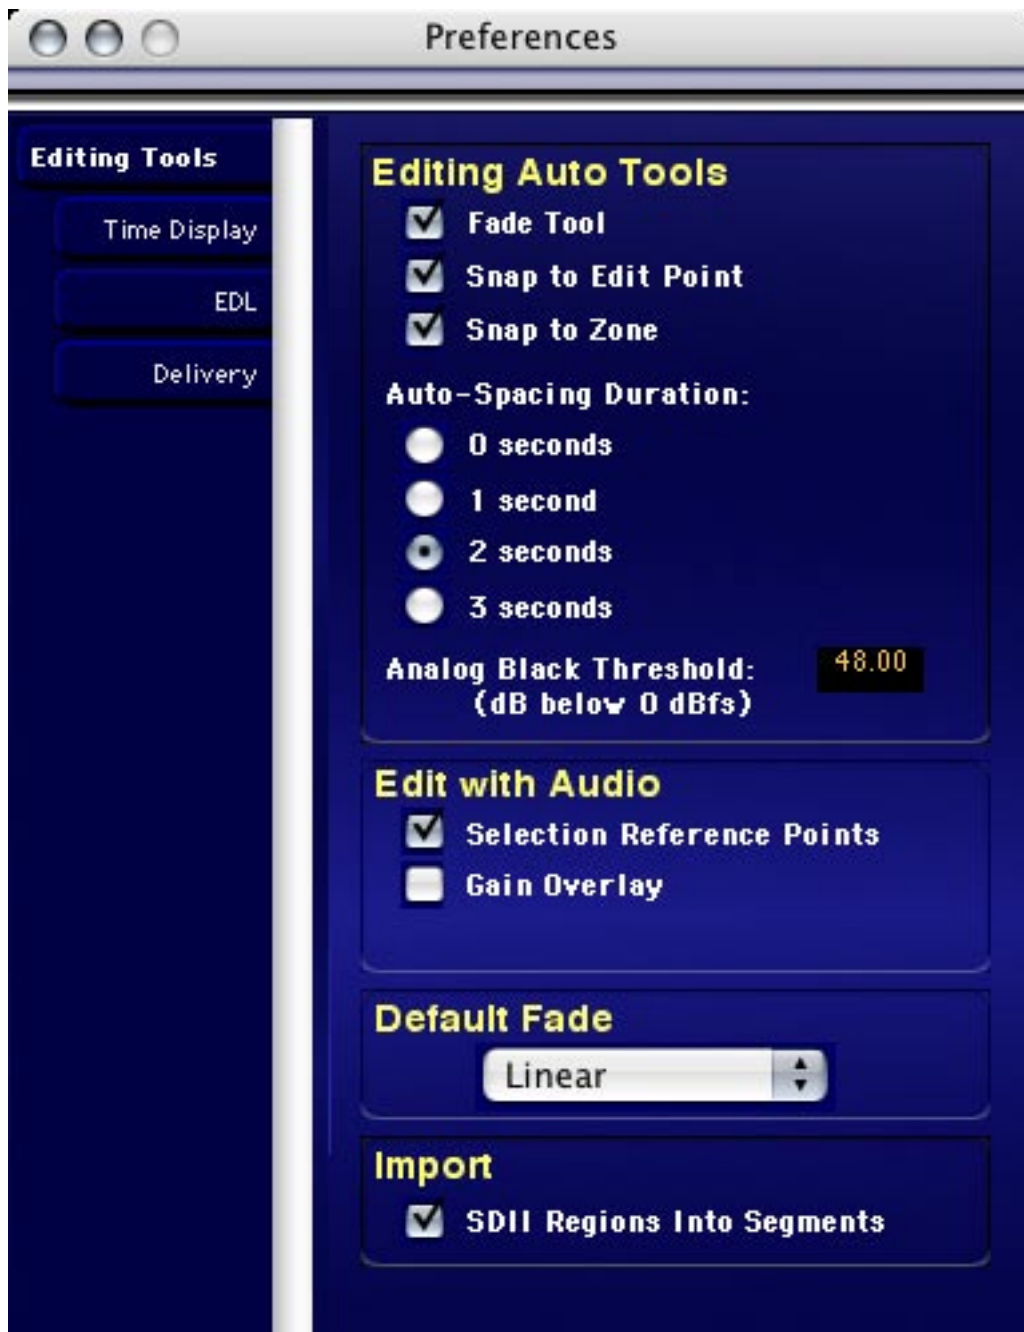 Preferences
Editing Tools
Time Display
EDL
Delivery
Editing Auto Tools
Fade Tool
Snap to Edit Point
Snap to Zone
Auto-Spacing Duration:
0 seconds
1 second
2 seconds
3 seconds
Analog Black Threshold: 48.00
(dB below 0 dBfs)
Edit with Audio
Selection Reference Points
Gain Overlay
Default Fade
Linear
Import
SDII Regions Into Segments